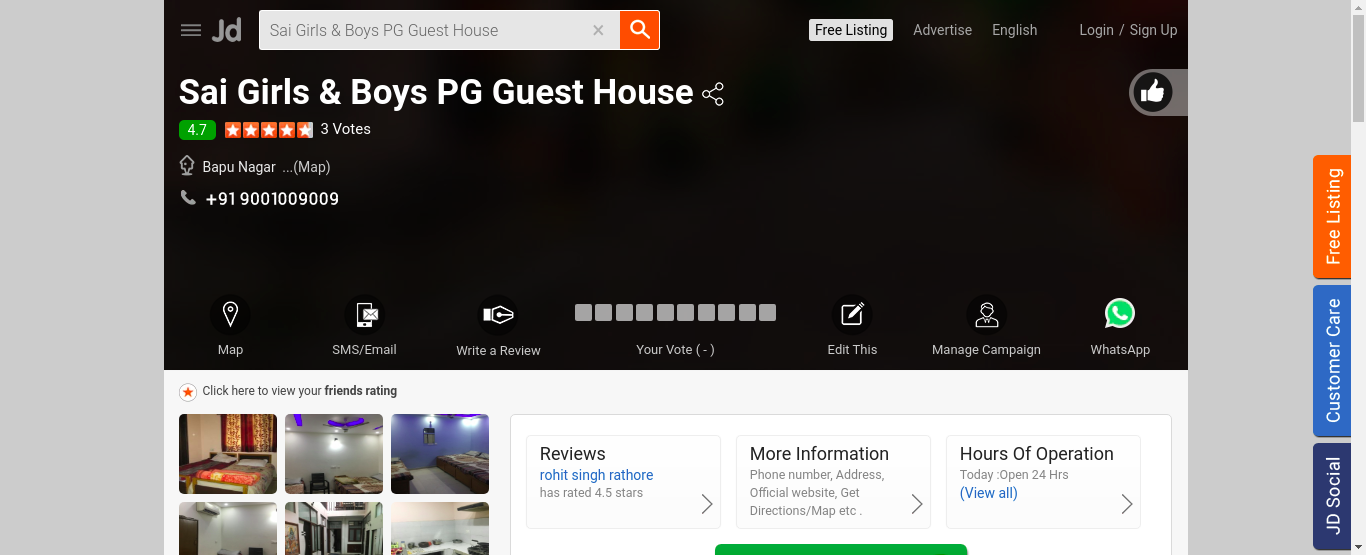 Jd
Sai Girls & Boys PG Guest House
Free Listing
Advertise
English
Login / Sign Up
Sai Girls & Boys PG Guest House
4.7
3 Votes
Bapu Nagar ...(Map)
+91 9001009009
Map
SMS/Email
Write a Review
Your Vote ( - )
Edit This
Manage Campaign
WhatsApp
Click here to view your friends rating
Reviews
rohit singh rathore
has rated 4.5 stars
More Information
Phone number, Address,
Official website, Get
Directions/Map etc .
Hours Of Operation
Today :Open 24 Hrs
(View all)
Free Listing
Customer Care
JD Social